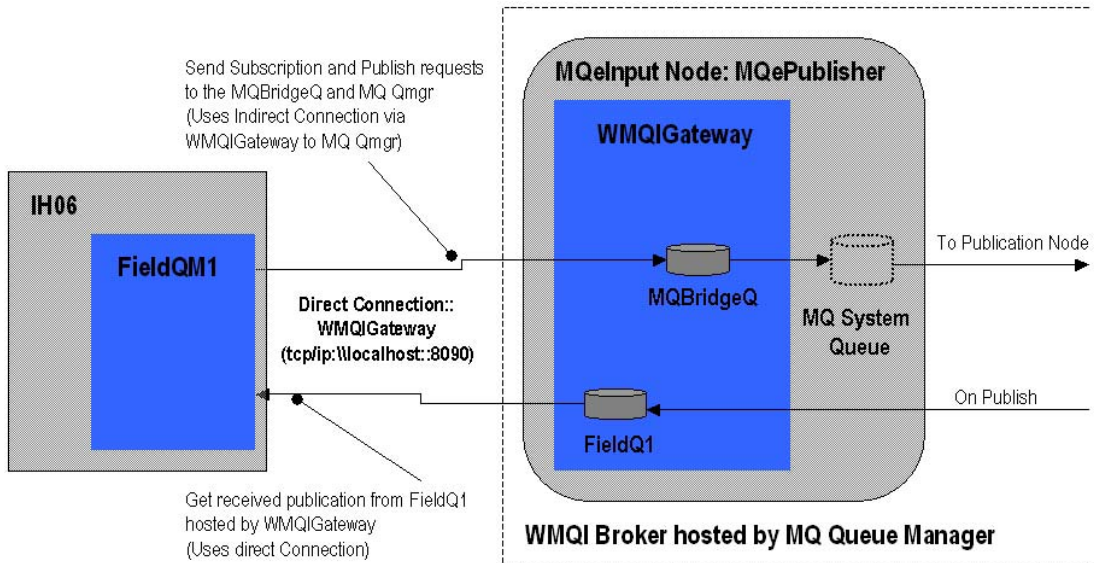 Send Subscription and Publish requests
to the MQBridgeQ and MQ Qmgr
(Uses Indirect Connection via
WMQIGateway to MQ Qmgr)
MQeInput Node: MQePublisher
WMQIGateway
IH06
FieldQM1
To Publication Node
MQBridgeQ
MQ System
Queue
Direct Connection::
WMQIGateway
(tcp/ip:\\localhost::8090)
On Publish
FieldQ1
Get received publication from FieldQ1
hosted by WMQIGateway
(Uses direct Connection)
WMQI Broker hosted by MQ Queue Manager